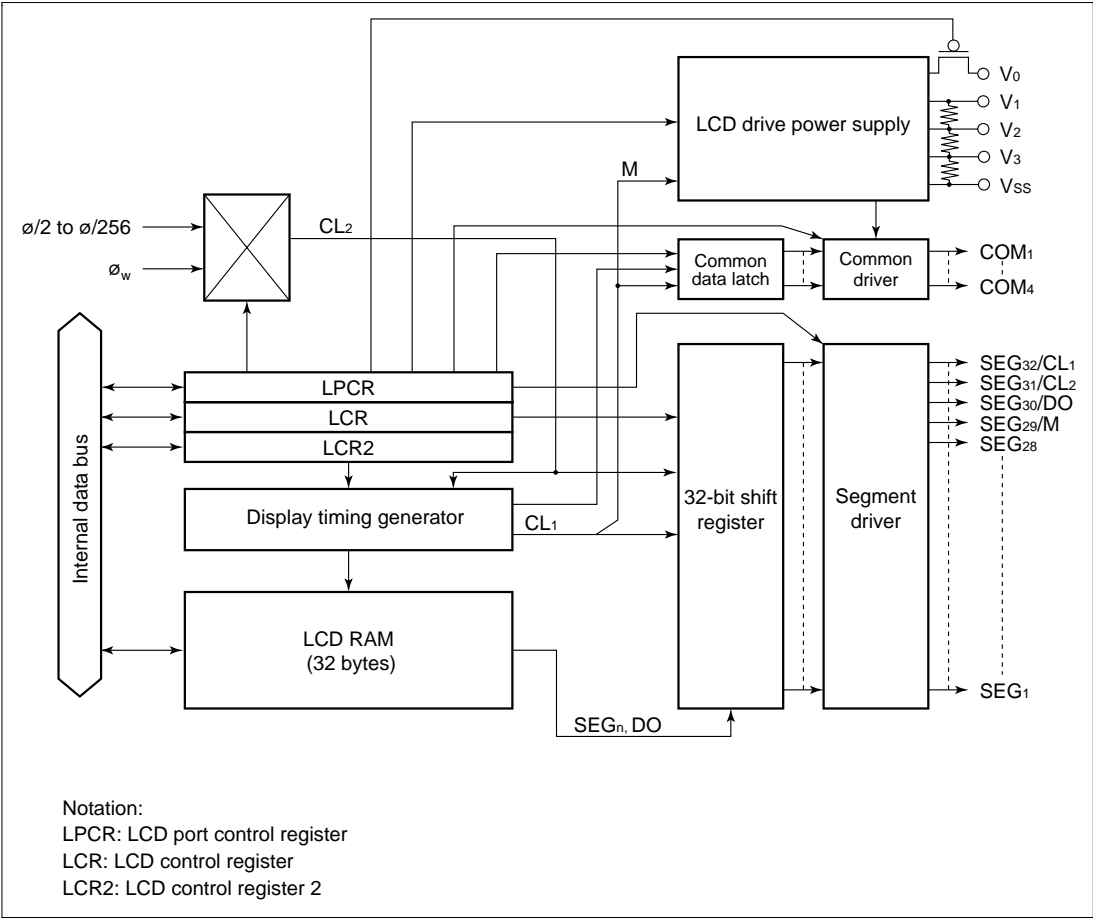 V0
V1
LCD drive power supply
V2
V3
M
VSS
ø/2 to ø/256
CL2
øw
Common
data latch
Common
driver
COM1
COM4
LPCR
LCR
LCR2
Internal data bus
Display timing generator
CL1
32-bit shift
register
Segment
driver
SEG32/CL1
SEG31/CL2
SEG30/DO
SEG29/M
SEG28
LCD RAM
(32 bytes)
SEG1
SEGn, DO
Notation:
LPCR: LCD port control register
LCR: LCD control register
LCR2: LCD control register 2